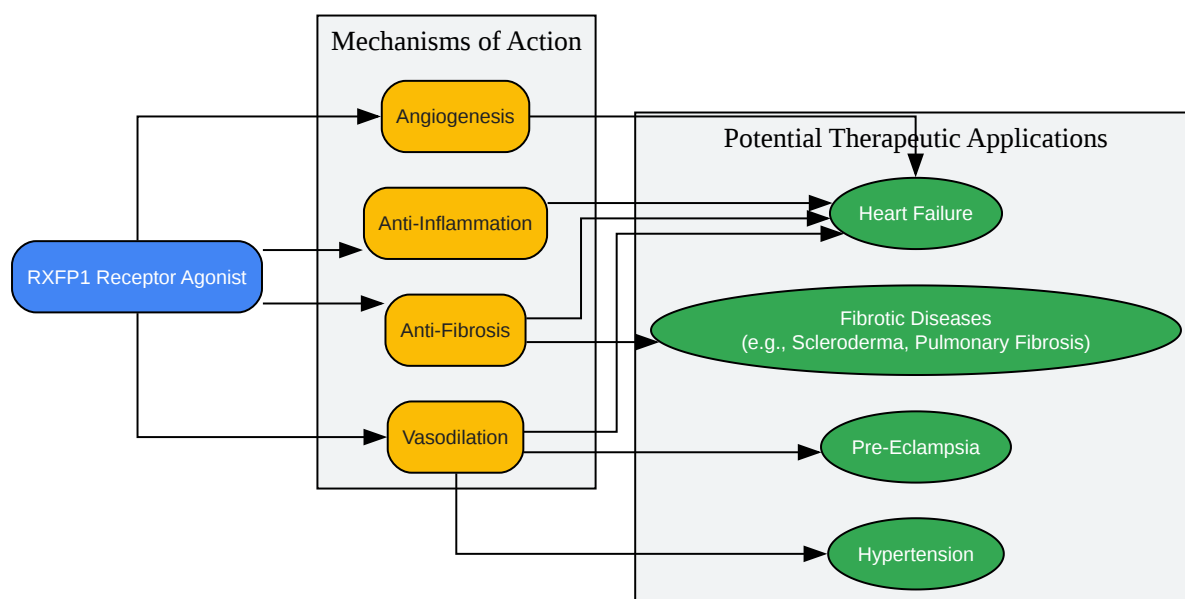 Mechanisms of Action
Angiogenesis
Potential Therapeutic Applications
Anti-Inflammation
Heart Failure
RXFP1 Receptor Agonist
Anti-Fibrosis
Fibrotic Diseases
(e.g., Scleroderma, Pulmonary Fibrosis)
Vasodilation
Pre-Eclampsia
Hypertension